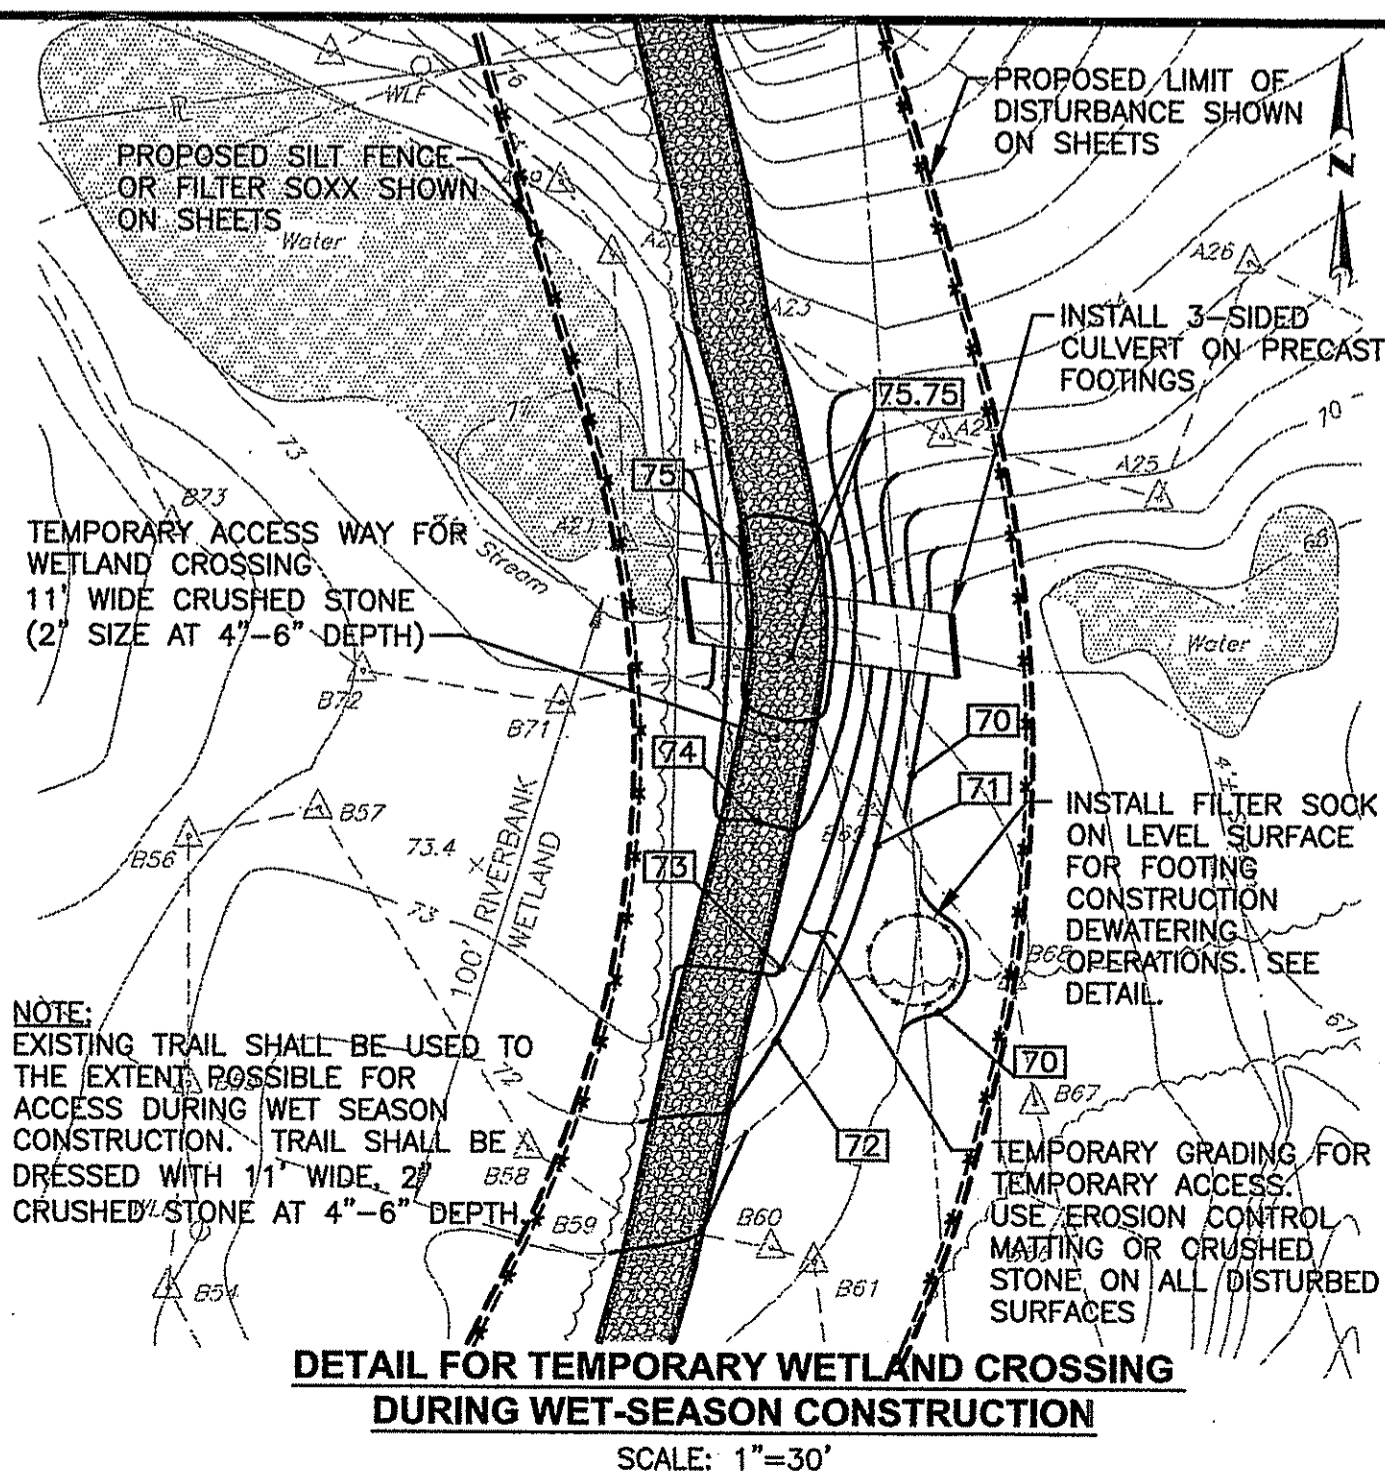 WLF
PROPOSED LIMIT OF
DISTURBANCE SHOWN
ON SHEETS
PROPOSED SILT FENCE
OR FILTER SOXX SHOWN
ON SHEETS
Water
N
A26
A23
INSTALL 3-SIDED
CULVERT ON PRECAST
FOOTINGS
75.75
70
A25
75
73
B73
A21
Stream
TEMPORARY ACCESS WAY FOR
WETLAND CROSSING
11' WIDE CRUSHED STONE
(2" SIZE AT 4"-6" DEPTH)
68
Water
B72
B71
70
74
71
INSTALL FILTER SOCK
ON LEVEL SURFACE
FOR FOOTING
CONSTRUCTION
DEWATERING
OPERATIONS. SEE
DETAIL.
B57
B56
73.4
73
73
100' RIVERBANK
WETLAND
B68
67
NOTE:
EXISTING TRAIL SHALL BE USED TO
THE EXTENT POSSIBLE FOR
ACCESS DURING WET SEASON
CONSTRUCTION. TRAIL SHALL BE
DRESSED WITH 11' WIDE, 2"
CRUSHED STONE AT 4"-6" DEPTH.
72
70
B67
72
TEMPORARY GRADING FOR
TEMPORARY ACCESS.
USE EROSION CONTROL
MATTING OR CRUSHED
STONE ON ALL DISTURBED
SURFACES
B58
B59
B60
B61
B54
DETAIL FOR TEMPORARY WETLAND CROSSING
DURING WET-SEASON CONSTRUCTION
SCALE: 1"=30'